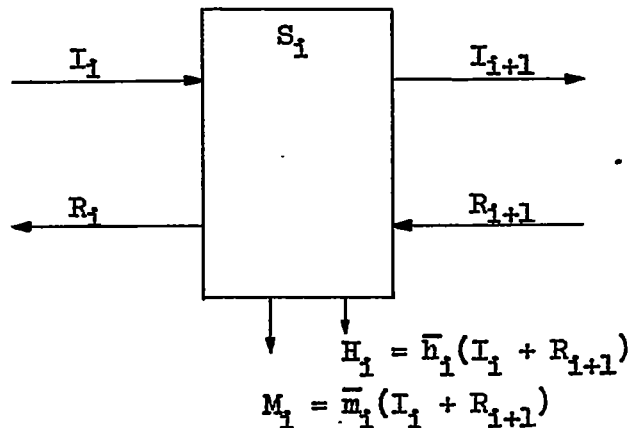 S_i
I_i
I_{i+1}
R_i
R_{i+1}
H_i = h̅_i(I_i + R_{i+1})
M_i = m̅_i(I_i + R_{i+1})